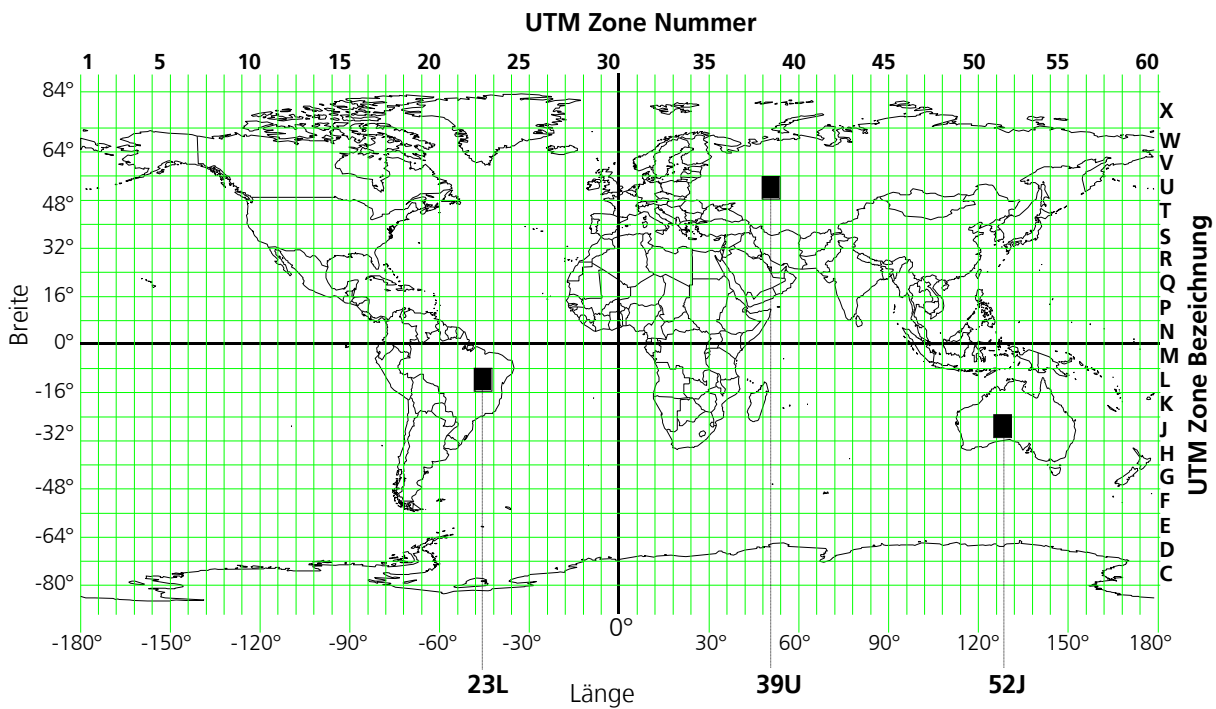 UTM Zone Nummer
1 5 10 15 20 25 30 35 40 45 50 55 60
84°
64°
48°
32°
16°
0°
-16°
-32°
-48°
-64°
-80°
Breite
X
W
V
U
T
S
R
Q
P
N
M
L
K
J
H
G
F
E
D
C
UTM Zone Bezeichnung
-180° -150° -120° -90° -60° -30° 0° 30° 60° 90° 120° 150° 180°
23L 39U 52J
Länge